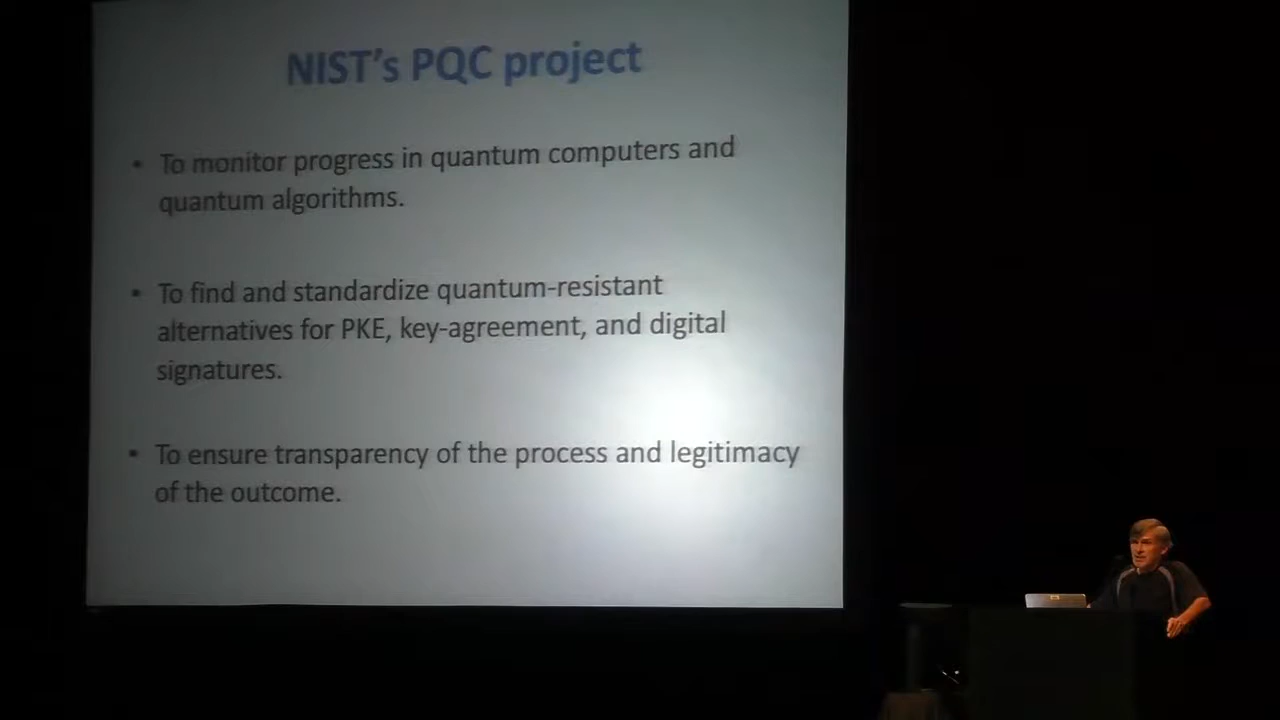 NIST's PQC project
• To monitor progress in quantum computers and
quantum algorithms.
• To find and standardize quantum-resistant
alternatives for PKE, key-agreement, and digital
signatures.
• To ensure transparency of the process and legitimacy
of the outcome.